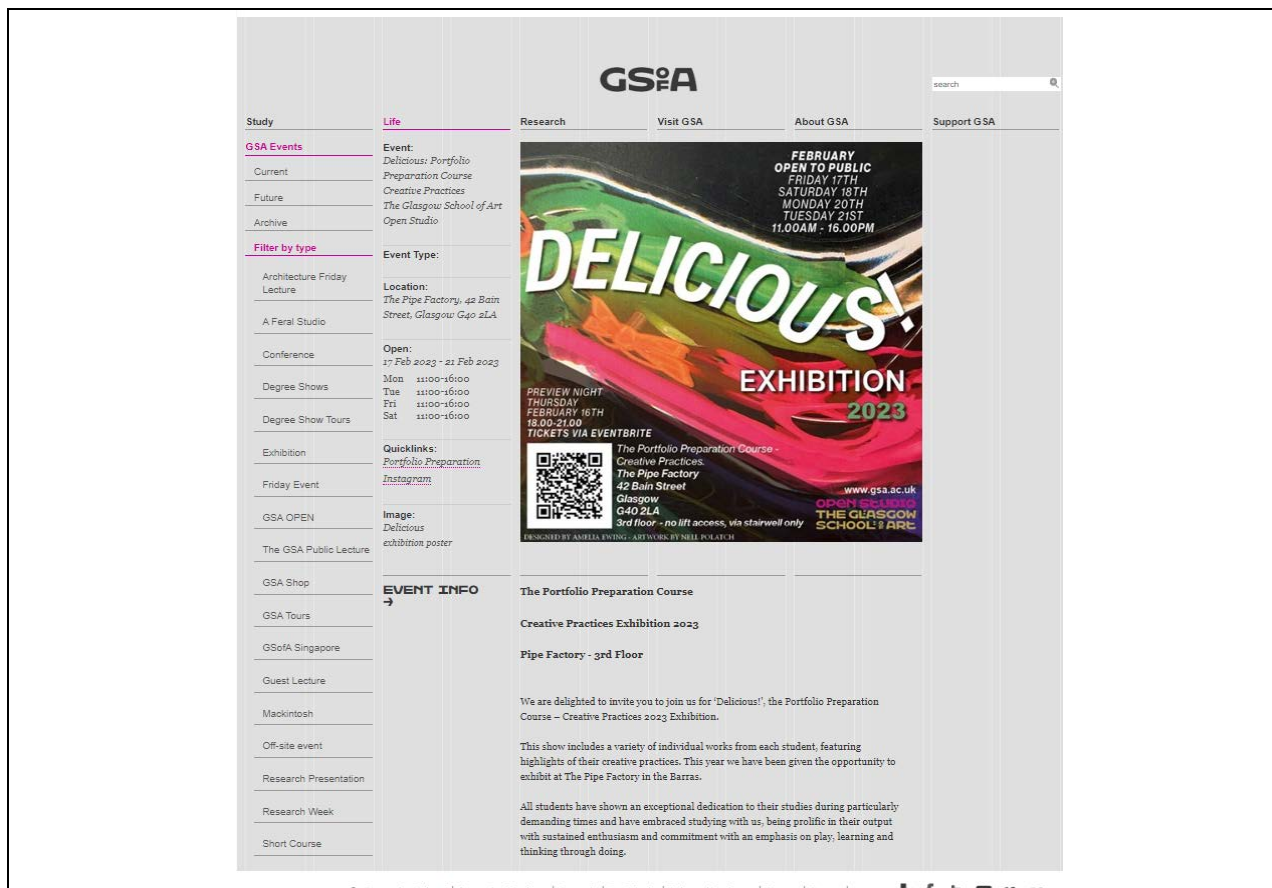 GSOFA
search
Study
Life
Research
Visit GSA
About GSA
Support GSA
GSA Events
Current
Future
Archive
Filter by type
Architecture Friday
Lecture
A Feral Studio
Conference
Degree Shows
Degree Show Tours
Exhibition
Friday Event
GSA OPEN
The GSA Public Lecture
GSA Shop
GSA Tours
GSofA Singapore
Guest Lecture
Mackintosh
Off-site event
Research Presentation
Research Week
Short Course
Event:
Delicious: Portfolio
Preparation Course
Creative Practices
The Glasgow School of Art
Open Studio
Event Type:
Location:
The Pipe Factory, 42 Bain
Street, Glasgow G40 2LA
Open:
17 Feb 2023 - 21 Feb 2023
Mon 11:00-16:00
Tue 11:00-16:00
Fri 11:00-16:00
Sat 11:00-16:00
Quicklinks:
Portfolio Preparation
Instagram
Image:
Delicious
exhibition poster
FEBRUARY
OPEN TO PUBLIC
FRIDAY 17TH
SATURDAY 18TH
MONDAY 20TH
TUESDAY 21ST
11.00AM - 16.00PM
DELICIOUS!
EXHIBITION
2023
PREVIEW NIGHT
THURSDAY
FEBRUARY 16TH
18.00-21.00
TICKETS VIA EVENTBRITE
The Portfolio Preparation Course -
Creative Practices.
The Pipe Factory
42 Bain Street
Glasgow
G40 2LA
3rd floor - no lift access, via stairwell only
www.gsa.ac.uk
OPEN STUDIO
THE GLASGOW
SCHOOL OF ART
DESIGNED BY AMELIA EWING - ARTWORK BY NELL POLATCH
EVENT INFO
→
The Portfolio Preparation Course
Creative Practices Exhibition 2023
Pipe Factory - 3rd Floor
We are delighted to invite you to join us for 'Delicious!', the Portfolio Preparation
Course – Creative Practices 2023 Exhibition.
This show includes a variety of individual works from each student, featuring
highlights of their creative practices. This year we have been given the opportunity to
exhibit at The Pipe Factory in the Barras.
All students have shown an exceptional dedication to their studies during particularly
demanding times and have embraced studying with us, being prolific in their output
with sustained enthusiasm and commitment with an emphasis on play, learning and
thinking through doing.